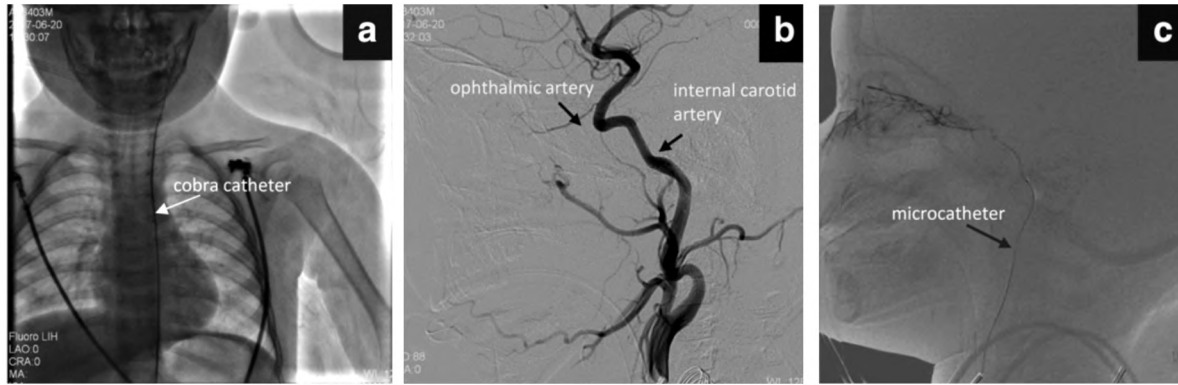 a
cobra catheter
Fluoro LIH
LAO:0
CRA:0
MA:
b
ophthalmic artery
internal carotid
artery
c
microcatheter